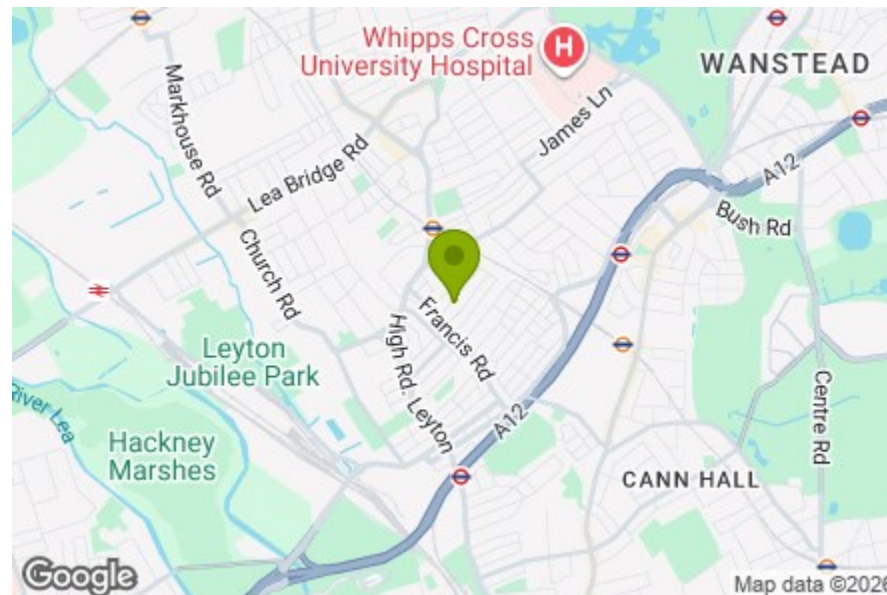 Whipps Cross
University Hospital
H
WANSTEAD
Markhouse Rd
James Ln
Lea Bridge Rd
A12
Bush Rd
Church Rd
Francis Rd
High Rd. Leyton
Leyton
Jubilee Park
River Lea
Hackney
Marshes
A12
Centre Rd
CANN HALL
Google
Map data ©2026